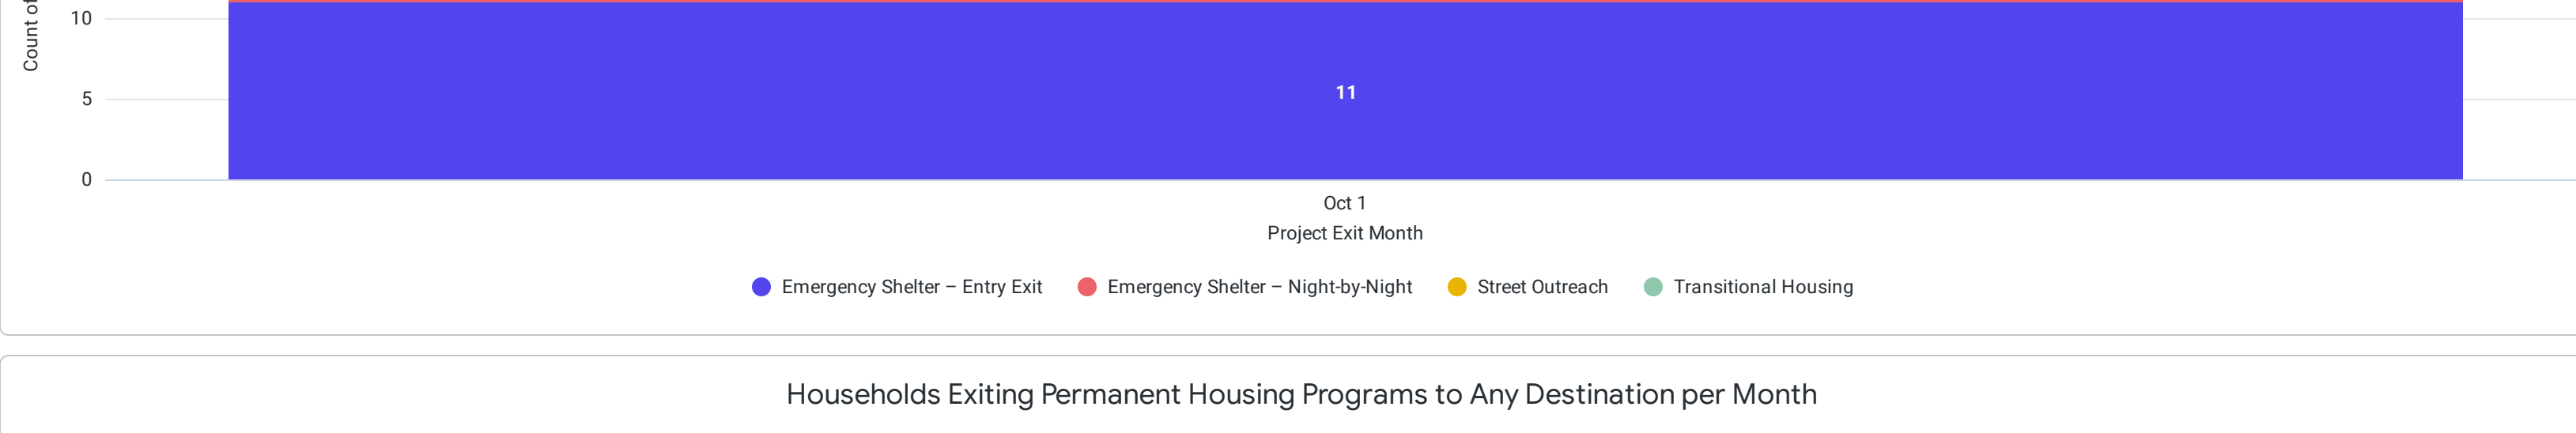 Count of
10
5
0
11
Oct 1
Project Exit Month
Emergency Shelter – Entry Exit
Emergency Shelter – Night-by-Night
Street Outreach
Transitional Housing
Households Exiting Permanent Housing Programs to Any Destination per Month